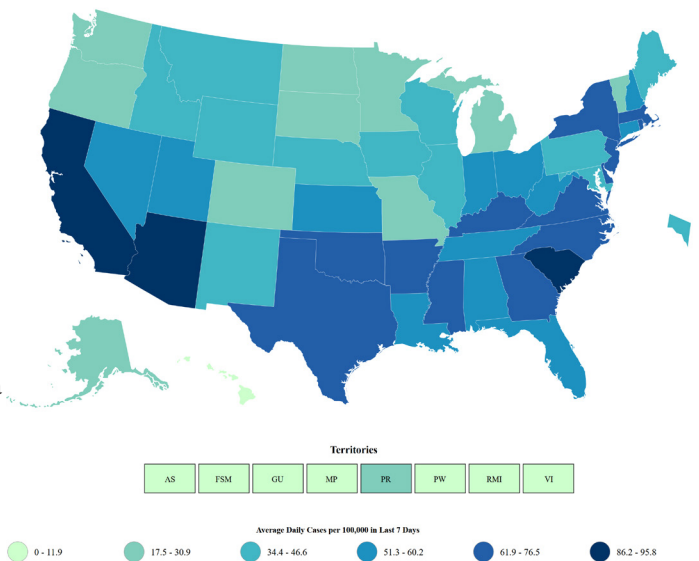 Territories
AS FSM GU MP PR PW RMI VI
Average Daily Cases per 100,000 in Last 7 Days
0 - 11.9 17.5 - 30.9 34.4 - 46.6 51.3 - 60.2 61.9 - 76.5 86.2 - 95.8